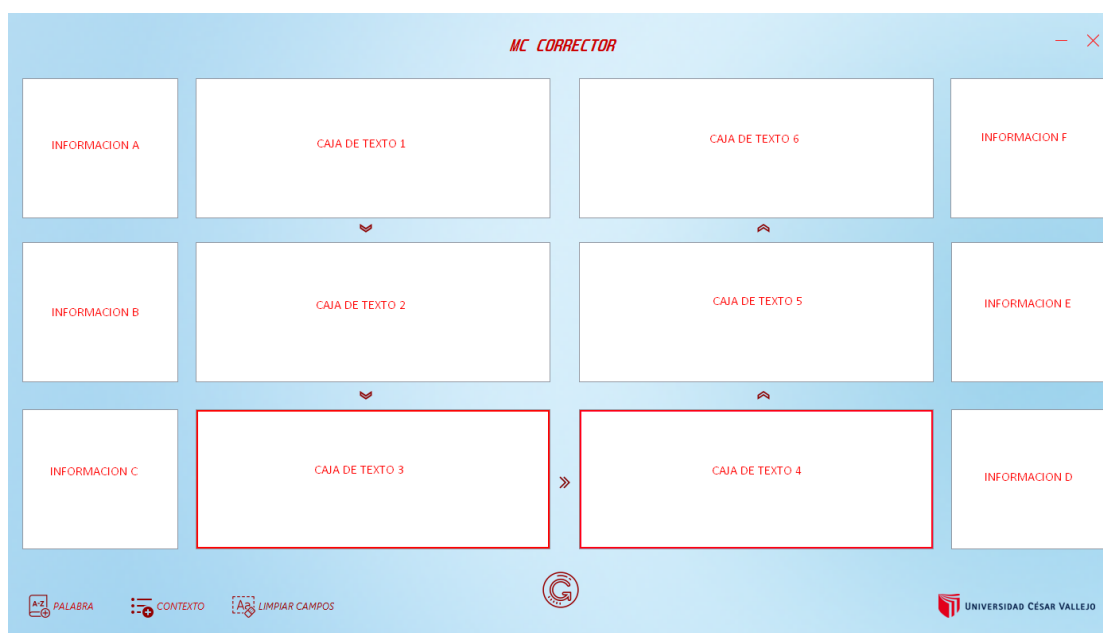 MC CORRECTOR
INFORMACION A
CAJA DE TEXTO 1
CAJA DE TEXTO 6
INFORMACION F
INFORMACION B
CAJA DE TEXTO 2
CAJA DE TEXTO 5
INFORMACION E
INFORMACION C
CAJA DE TEXTO 3
CAJA DE TEXTO 4
INFORMACION D
A-Z PALABRA
CONTEXTO
Aa LIMPIAR CAMPOS
G
UNIVERSIDAD CÉSAR VALLEJO